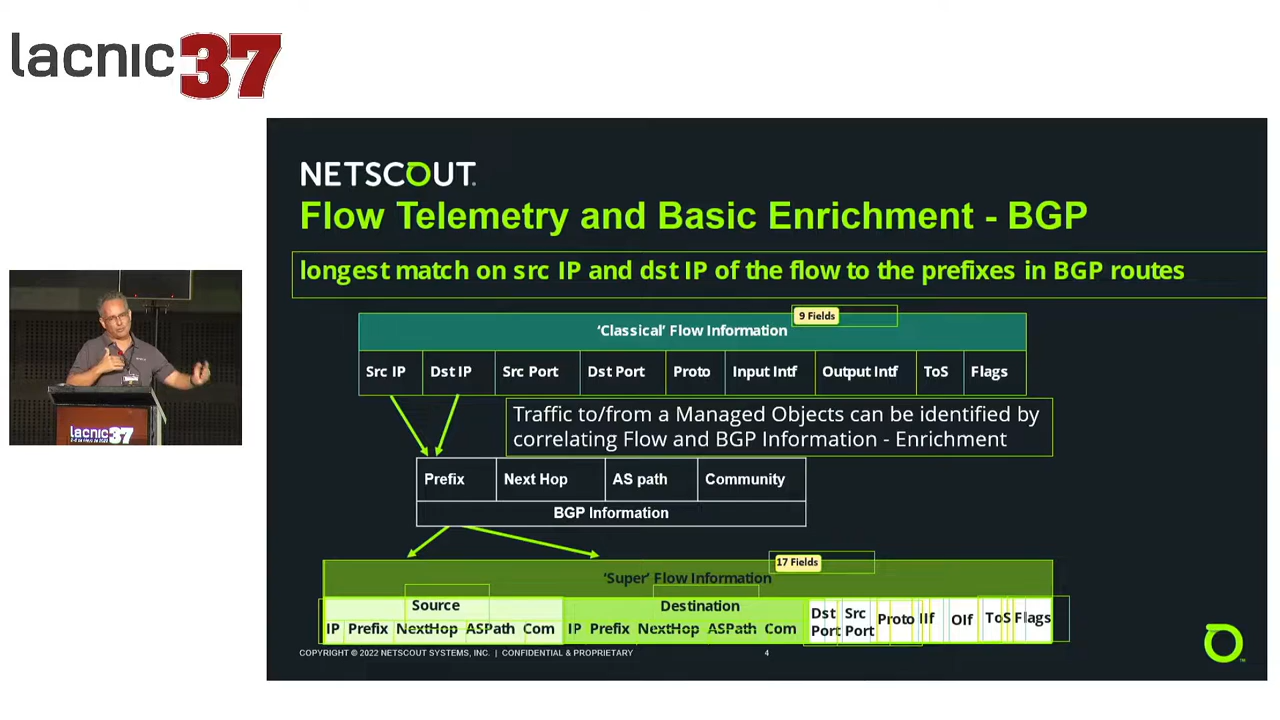 lacnic 37
NETSCOUT
Flow Telemetry and Basic Enrichment - BGP
longest match on src IP and dst IP of the flow to the prefixes in BGP routes
9 Fields
‘Classical’ Flow Information
Src IP Dst IP Src Port Dst Port Proto Input Intf Output Intf ToS Flags
Traffic to/from a Managed Objects can be identified by
correlating Flow and BGP Information - Enrichment
Prefix Next Hop AS path Community
BGP Information
17 Fields
‘Super’ Flow Information
Source Destination
IP Prefix NextHop ASPath Com IP Prefix NextHop ASPath Com Dst Port Src Port Proto IIf OIf ToS Flags
COPYRIGHT © 2022 NETSCOUT SYSTEMS, INC. | CONFIDENTIAL & PROPRIETARY 4
lacnic 37